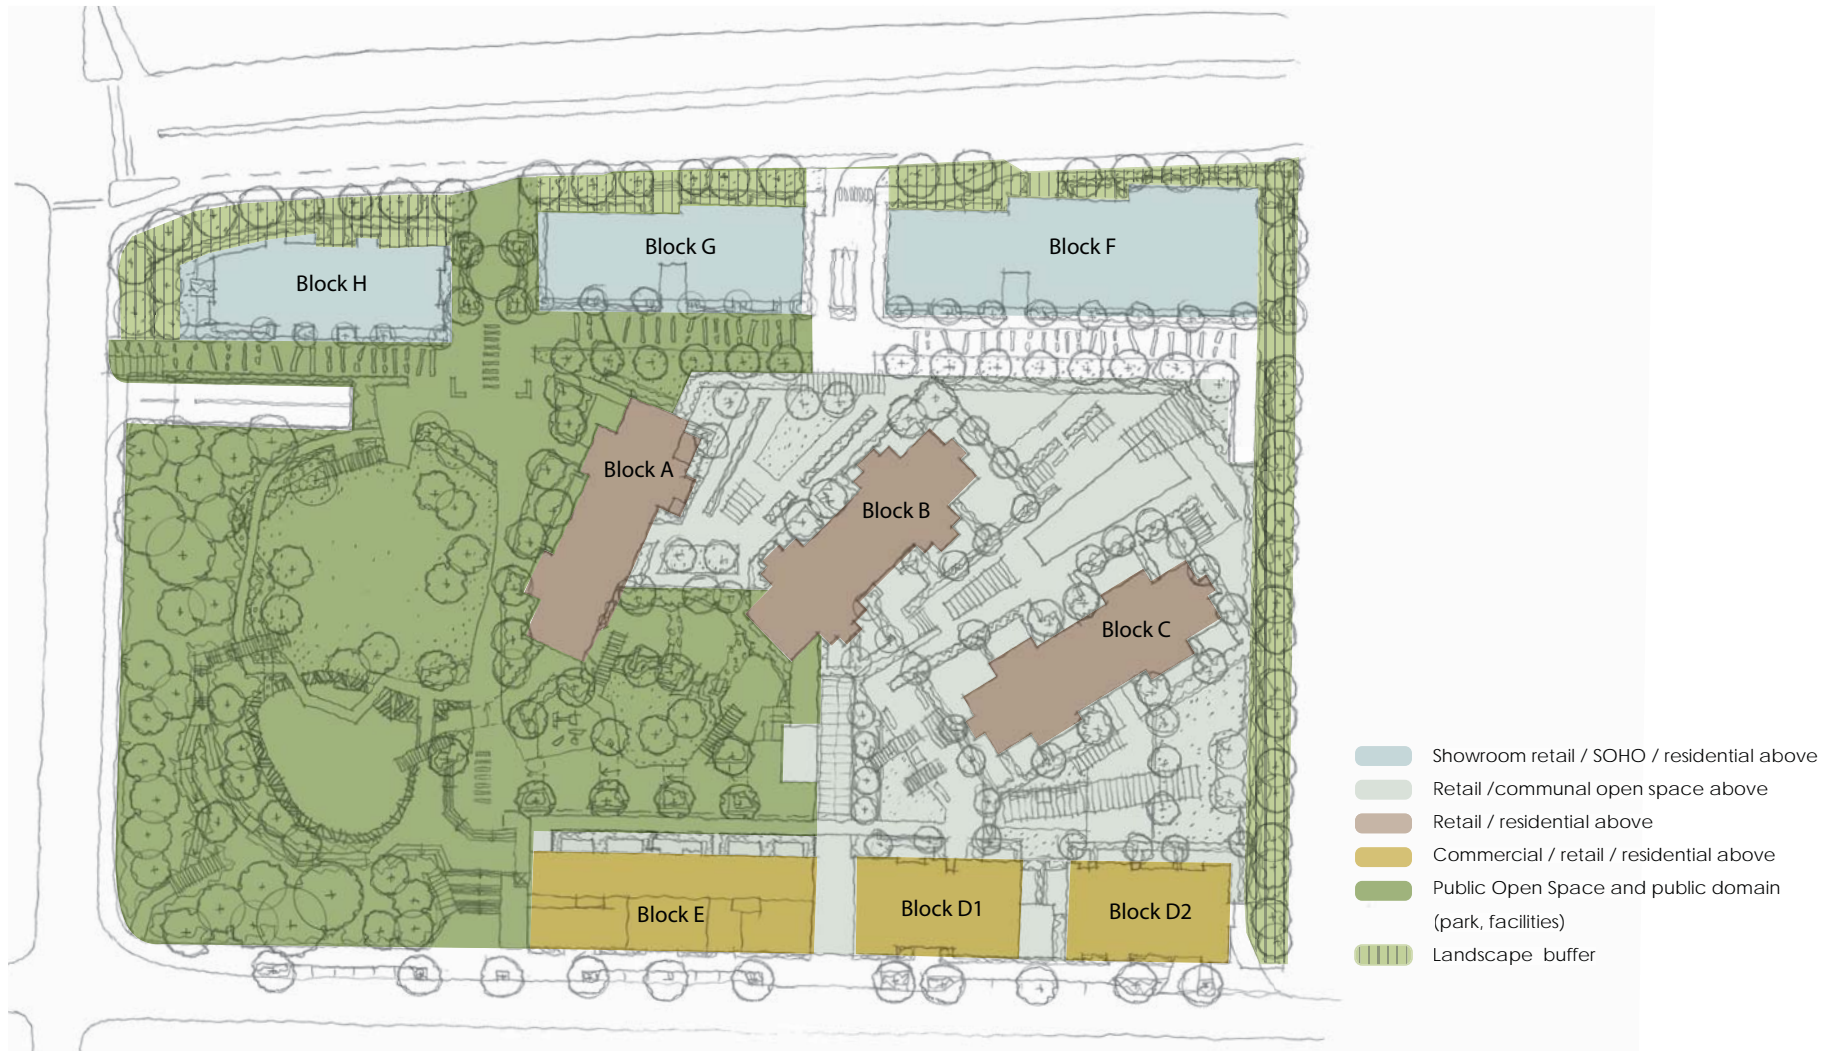 Block G
Block F
Block H
Block A
Block B
Block C
Block E
Block D1
Block D2
Showroom retail / SOHO / residential above
Retail /communal open space above
Retail / residential above
Commercial / retail / residential above
Public Open Space and public domain
(park, facilities)
Landscape buffer